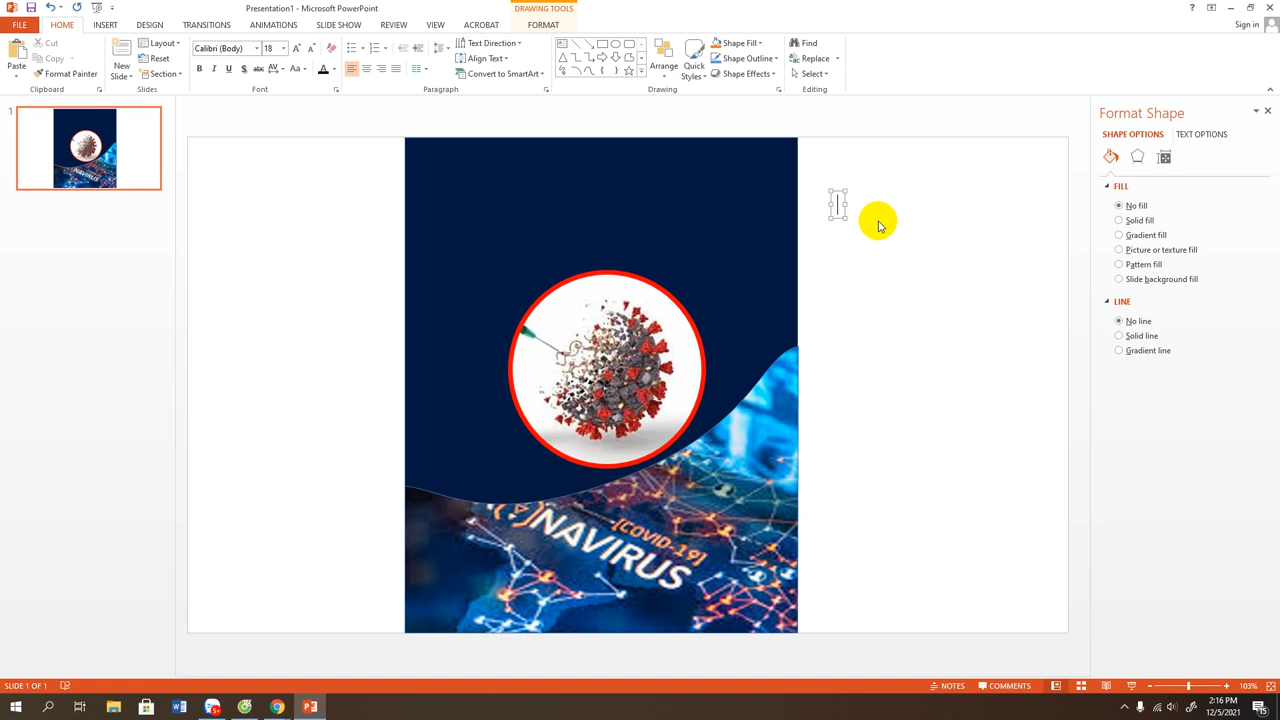 Presentation1 - Microsoft PowerPoint
DRAWING TOOLS
FILE HOME INSERT DESIGN TRANSITIONS ANIMATIONS SLIDE SHOW REVIEW VIEW ACROBAT FORMAT
Sign in
Paste
Cut
Copy
Format Painter
Clipboard
New Slide
Layout
Reset
Section
Slides
Calibri (Body) 18
B I U S abc AV Aa A
Font
Text Direction
Align Text
Convert to SmartArt
Paragraph
Arrange
Quick Styles
Shape Fill
Shape Outline
Shape Effects
Drawing
Find
Replace
Select
Editing
1
[COVID-19]
NAVIRUS
Format Shape
SHAPE OPTIONS TEXT OPTIONS
FILL
No fill
Solid fill
Gradient fill
Picture or texture fill
Pattern fill
Slide background fill
LINE
No line
Solid line
Gradient line
SLIDE 1 OF 1
NOTES COMMENTS 103%
2:16 PM
12/5/2021